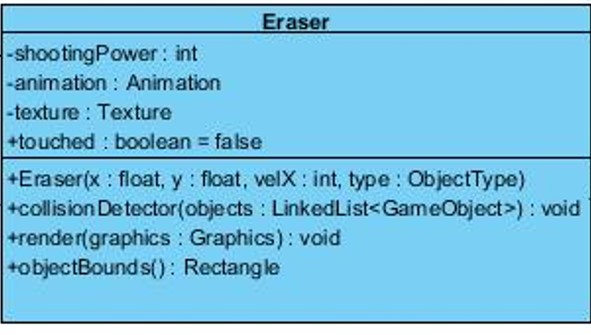 Eraser
-shootingPower : int
-animation : Animation
-texture : Texture
+touched : boolean = false
+Eraser(x : float, y : float, velX : int, type : ObjectType)
+collisionDetector(objects : LinkedList<GameObject>) : void
+render(graphics : Graphics) : void
+objectBounds() : Rectangle